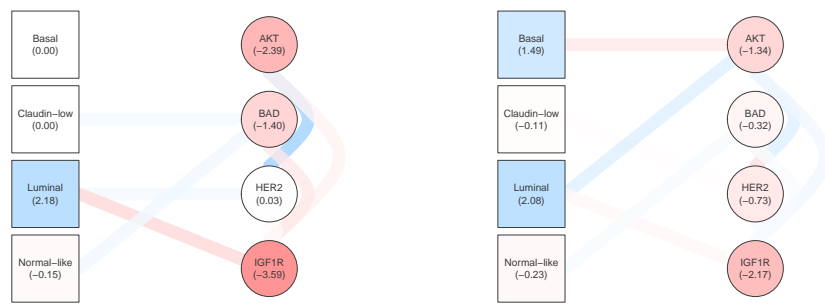 Basal
(0.00)
AKT
(−2.39)
Claudin−low
(0.00)
BAD
(−1.40)
Luminal
(2.18)
HER2
(0.03)
Normal−like
(−0.15)
IGF1R
(−3.59)
Basal
(1.49)
AKT
(−1.34)
Claudin−low
(−0.11)
BAD
(−0.32)
Luminal
(2.08)
HER2
(−0.73)
Normal−like
(−0.23)
IGF1R
(−2.17)